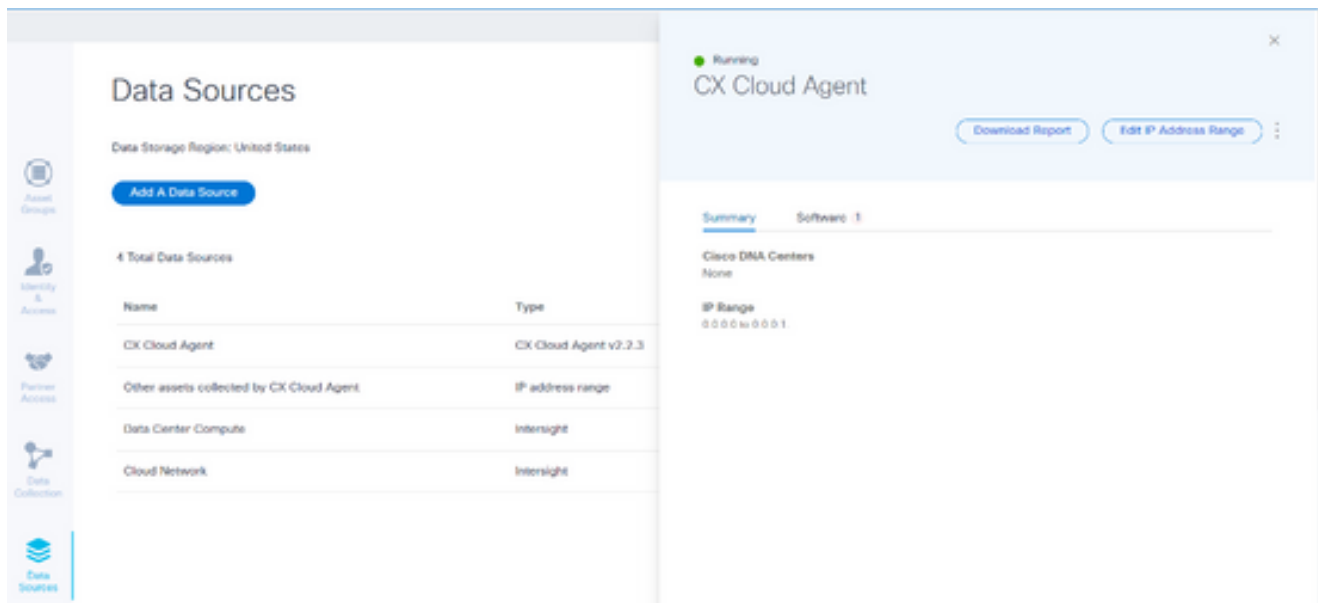 Data Sources
Data Storage Region: United States
Add A Data Source
4 Total Data Sources
Name Type
CX Cloud Agent CX Cloud Agent v2.2.3
Other assets collected by CX Cloud Agent IP address range
Data Center Compute Intersight
Cloud Network Intersight
Asset
Groups
Identity
&
Access
Partner
Access
Data
Collection
Data
Sources
Running
CX Cloud Agent
Download Report
Edit IP Address Range
Summary Software 1
Cisco DNA Centers
None
IP Range
0.0.0.0 to 0.0.0.1